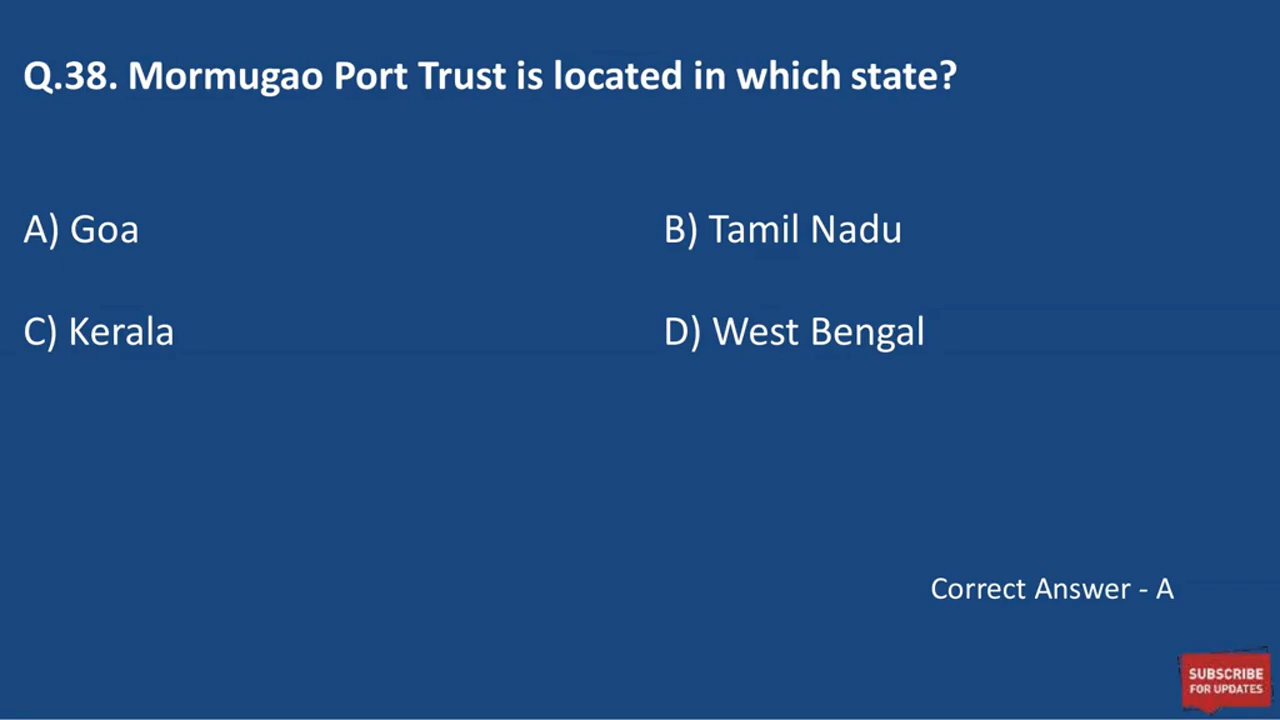 Q.38. Mormugao Port Trust is located in which state?
A) Goa
B) Tamil Nadu
C) Kerala
D) West Bengal
Correct Answer - A
SUBSCRIBE
FOR UPDATES